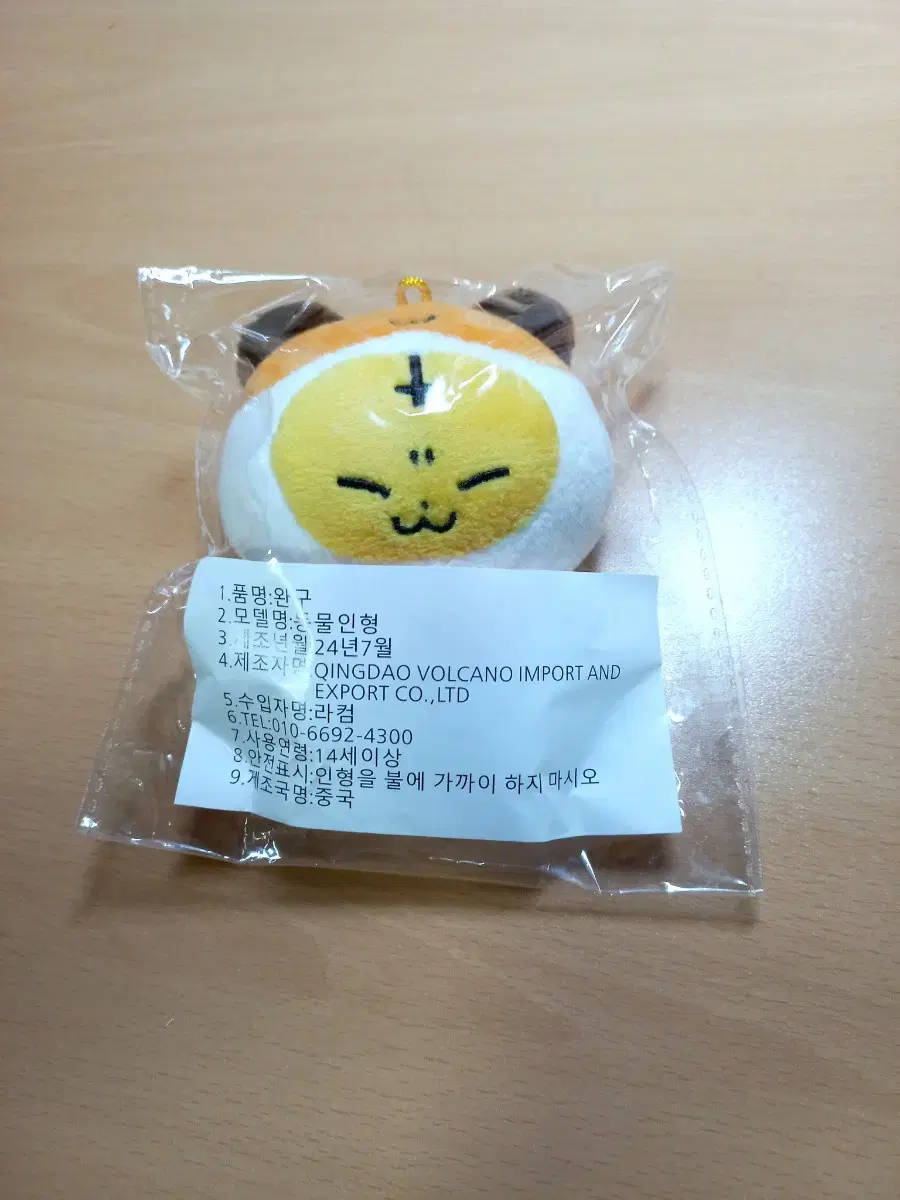 1.품명:완구
2.모델명:동물인형
3.제조년월 24년7월
4.제조자명:QINGDAO VOLCANO IMPORT AND
EXPORT CO.,LTD
5.수입자명:라컴
6.TEL:010-6692-4300
7.사용연령:14세이상
8.안전표시:인형을 불에 가까이 하지 마시오
9.제조국명:중국